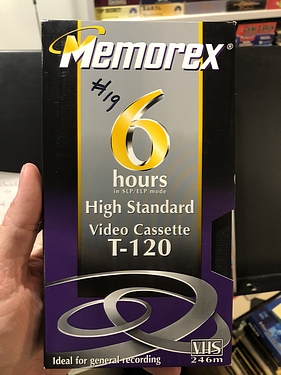 Memorex®
#19
6
hours
in SLP/ELP mode
High Standard
Video Cassette
T-120
VHS
Ideal for general recording
246m